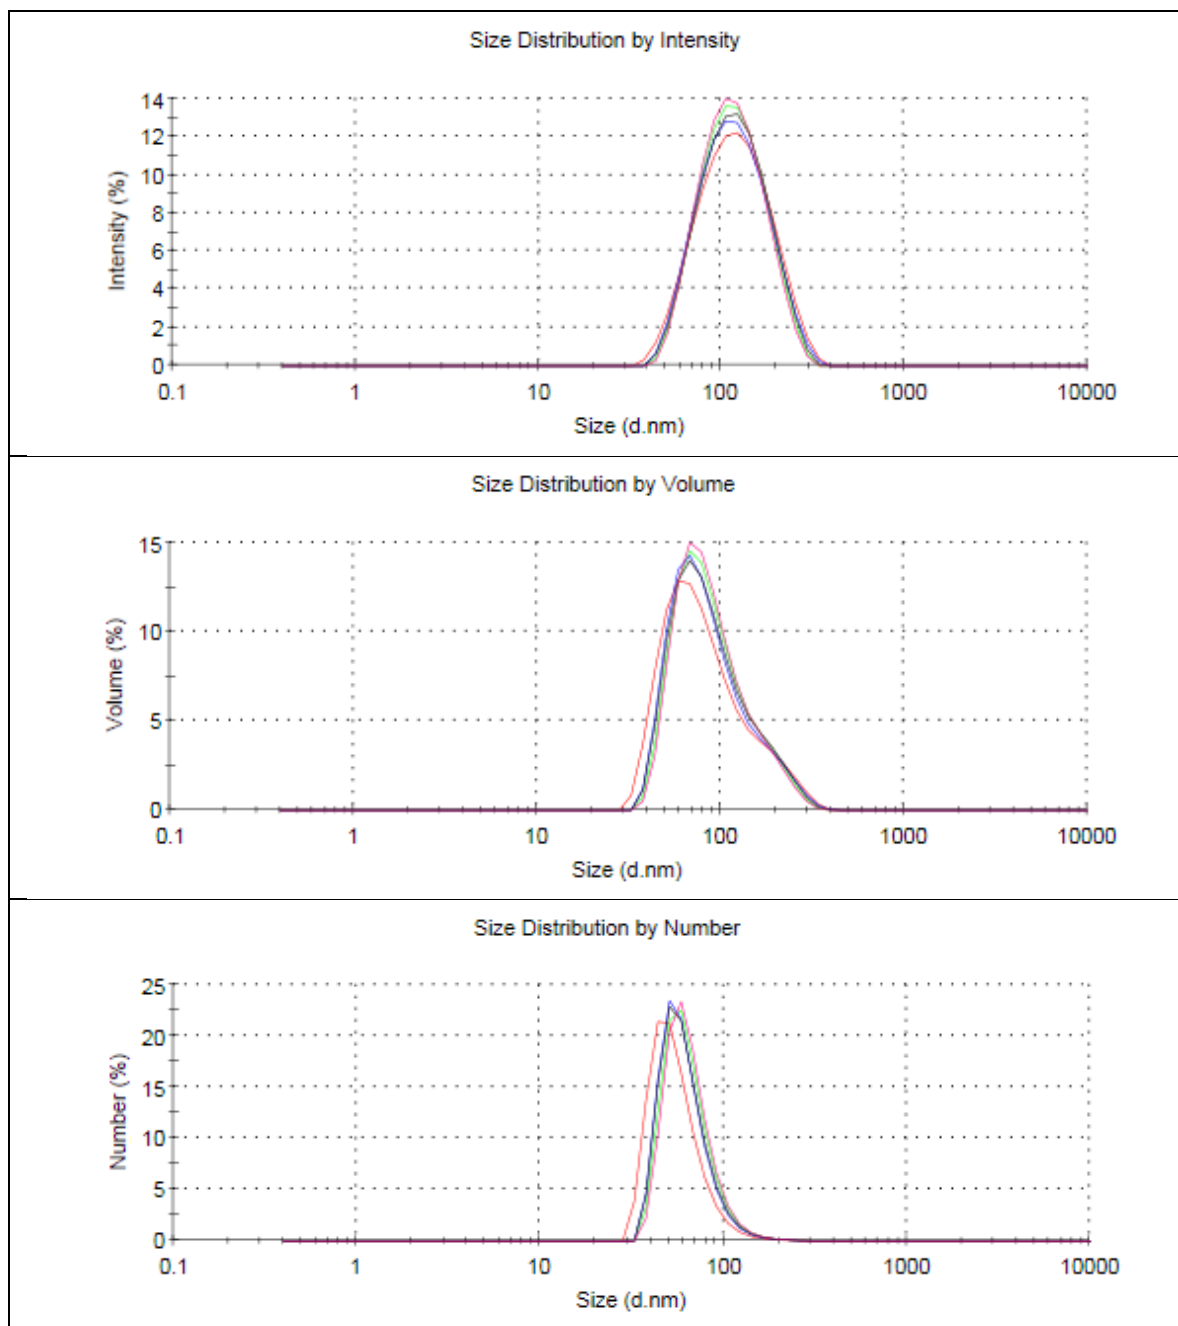 Size Distribution by Intensity
14
12
10
8
6
4
2
0
Intensity (%)
0.1 1 10 100 1000 10000
Size (d.nm)
Size Distribution by Volume
15
10
5
0
Volume (%)
0.1 1 10 100 1000 10000
Size (d.nm)
Size Distribution by Number
25
20
15
10
5
0
Number (%)
0.1 1 10 100 1000 10000
Size (d.nm)